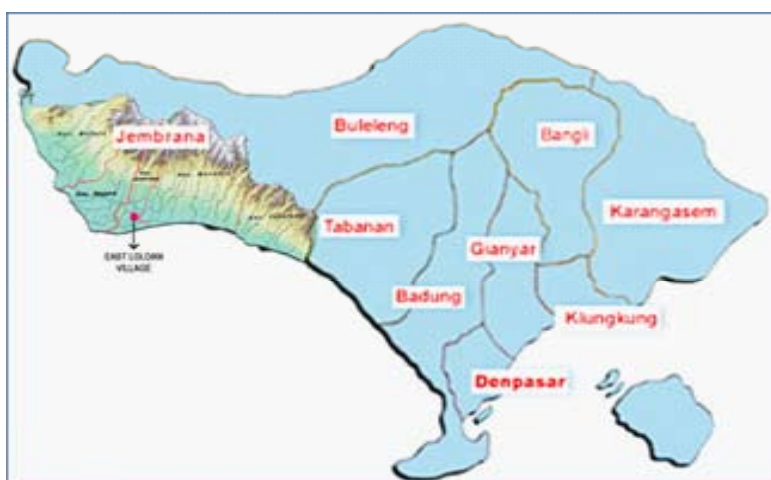 Buleleng
Bangli
Jembrana
Karangasem
Tabanan
Gianyar
EAST LOLOAN
VILLAGE
Badung
Klungkung
Denpasar